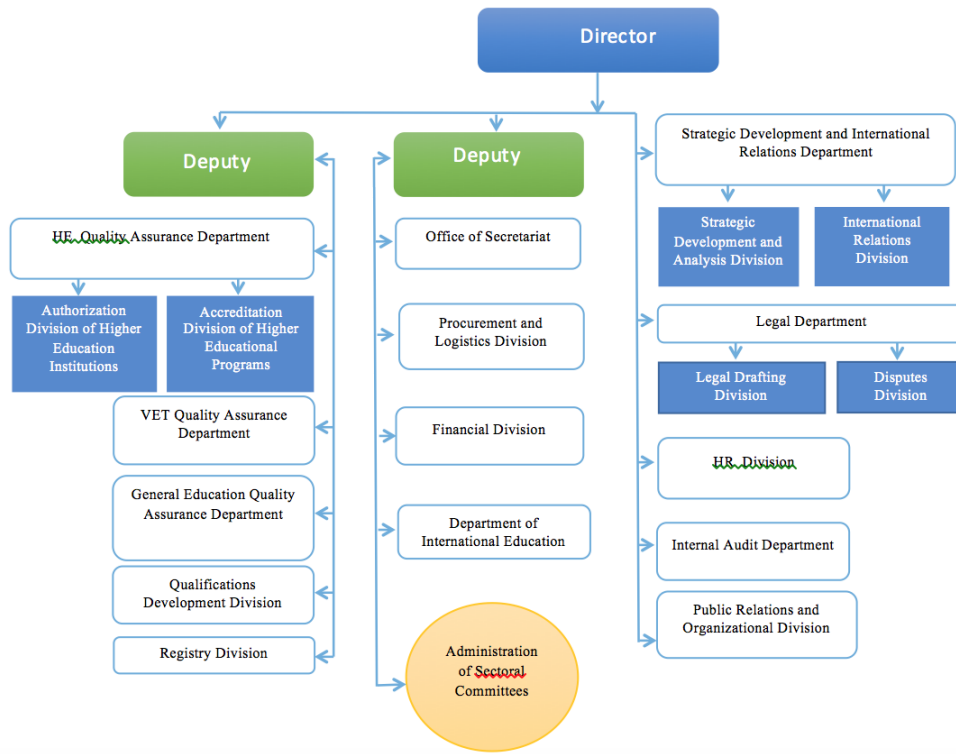 Director
Deputy
HE. Quality Assurance Department
Authorization
Division of Higher
Education
Institutions
Accreditation
Division of Higher
Educational
Programs
VET Quality Assurance
Department
General Education Quality
Assurance Department
Qualifications
Development Division
Registry Division
Deputy
Office of Secretariat
Procurement and
Logistics Division
Financial Division
Department of
International Education
Administration
of Sectoral
Committees
Strategic Development and International
Relations Department
Strategic
Development and
Analysis Division
International
Relations
Division
Legal Department
Legal Drafting
Division
Disputes
Division
HR. Division
Internal Audit Department
Public Relations and
Organizational Division